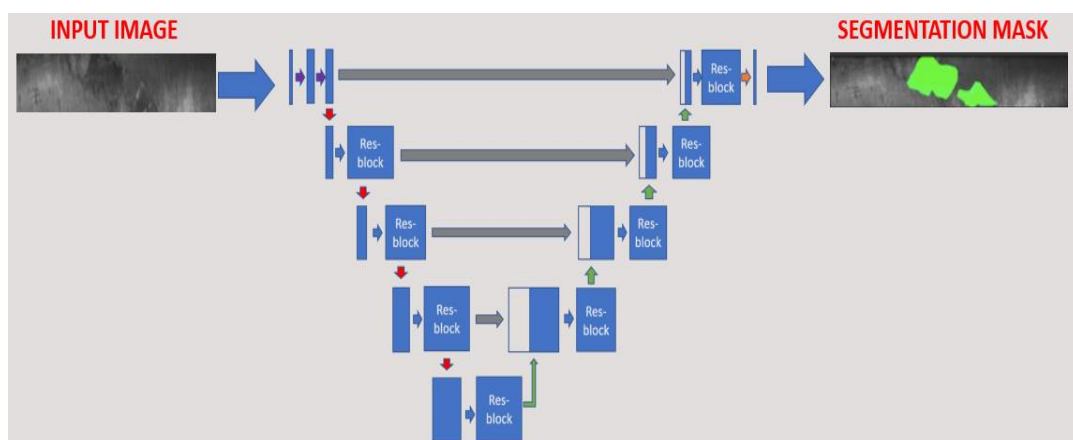 INPUT IMAGE
SEGMENTATION MASK
Res-
block
Res-
block
Res-
block
Res-
block
Res-
block
Res-
block
Res-
block
Res-
block
Res-
block